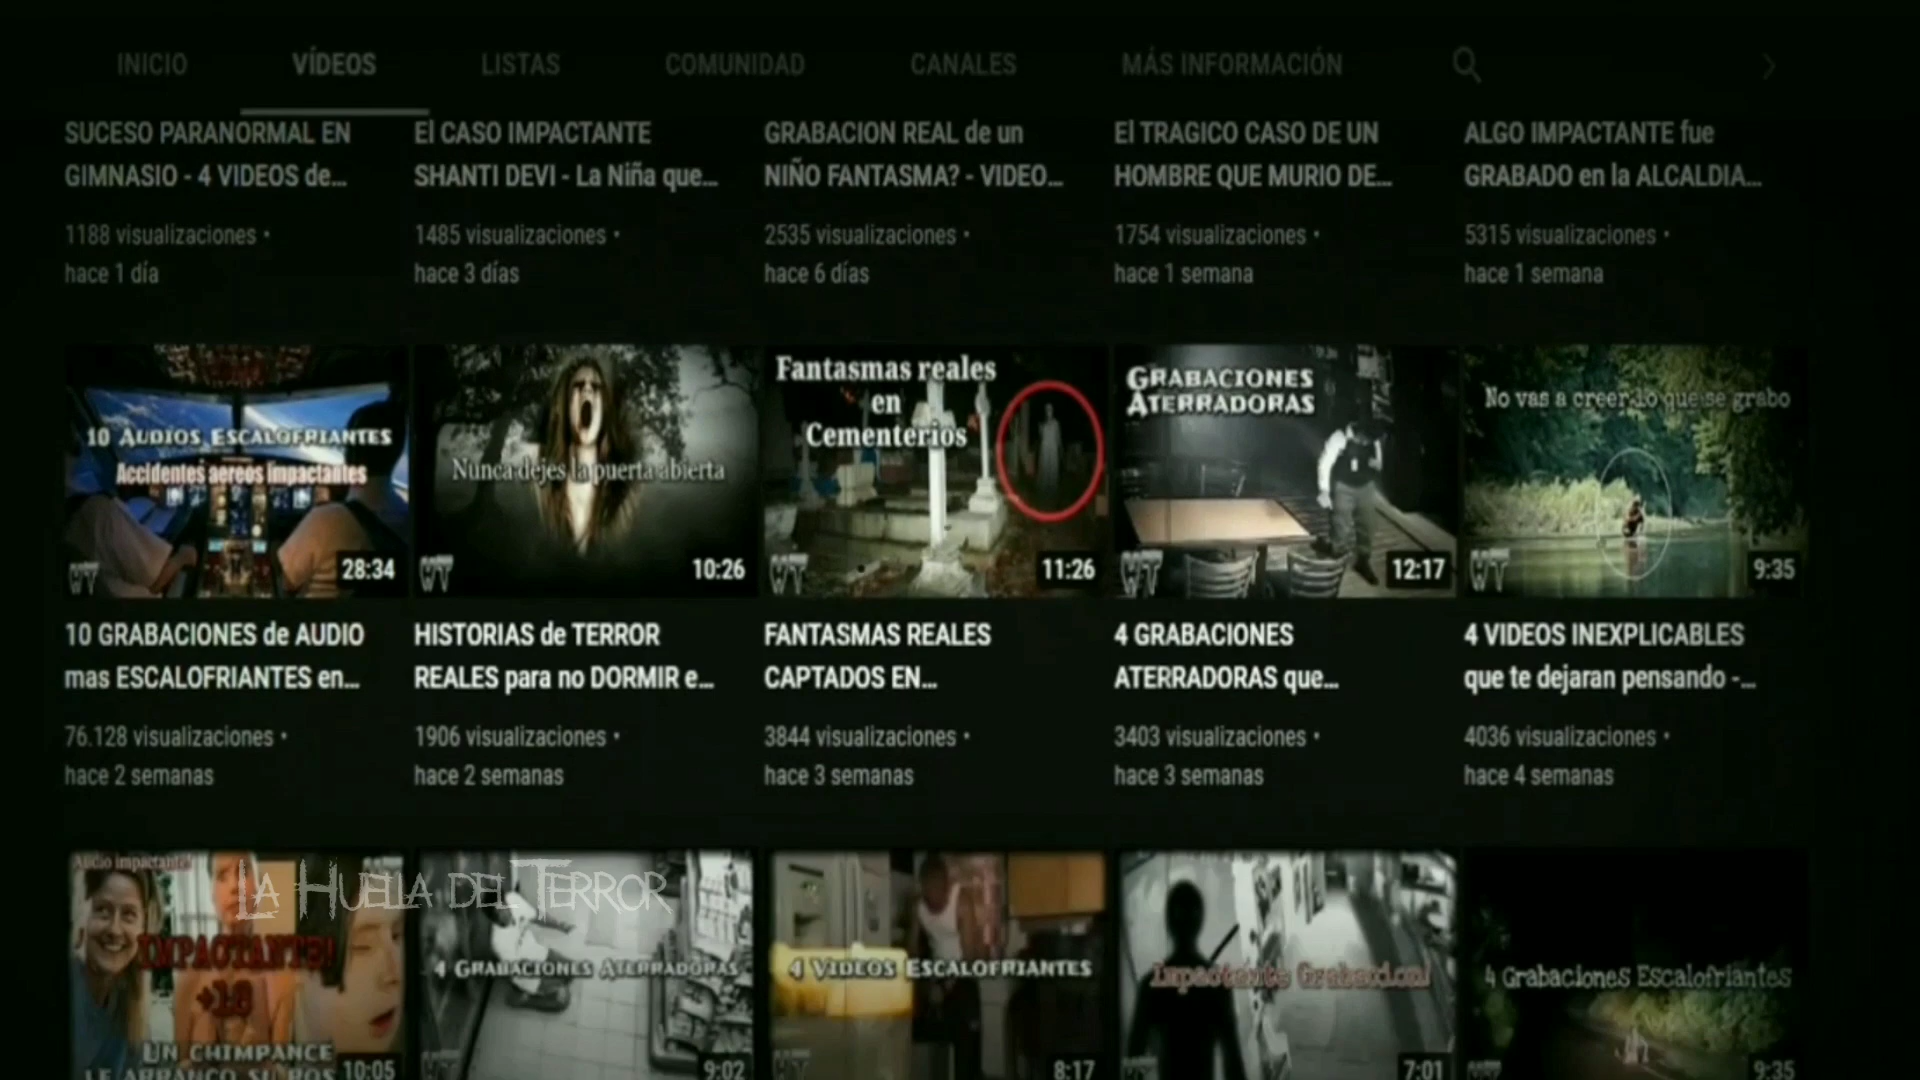 INICIO
VÍDEOS
LISTAS
COMUNIDAD
CANALES
MÁS INFORMACIÓN
SUCESO PARANORMAL EN
GIMNASIO - 4 VIDEOS de...
1188 visualizaciones •
hace 1 día
El CASO IMPACTANTE
SHANTI DEVI - La Niña que...
1485 visualizaciones •
hace 3 días
GRABACION REAL de un
NIÑO FANTASMA? - VIDEO...
2535 visualizaciones •
hace 6 días
El TRAGICO CASO DE UN
HOMBRE QUE MURIO DE...
1754 visualizaciones •
hace 1 semana
ALGO IMPACTANTE fue
GRABADO en la ALCALDIA...
5315 visualizaciones •
hace 1 semana
10 AUDIOS ESCALOFRIANTES
Accidentes aereos impactantes
28:34
10 GRABACIONES de AUDIO
mas ESCALOFRIANTES en...
76.128 visualizaciones •
hace 2 semanas
Nunca dejes la puerta abierta
10:26
HISTORIAS de TERROR
REALES para no DORMIR e...
1906 visualizaciones •
hace 2 semanas
Fantasmas reales
en
Cementerios
11:26
FANTASMAS REALES
CAPTADOS EN...
3844 visualizaciones •
hace 3 semanas
GRABACIONES
ATERRADORAS
12:17
4 GRABACIONES
ATERRADORAS que...
3403 visualizaciones •
hace 3 semanas
No vas a creer lo que se grabo
9:35
4 VIDEOS INEXPLICABLES
que te dejaran pensando -...
4036 visualizaciones •
hace 4 semanas
Audio impactante!
LA HUELLA DEL TERROR
IMPACTANTE!
+18
UN CHIMPANCE
LE ARRANCO SU ROS
10:05
4 GRABACIONES ATERRADORAS
9:02
4 VIDEOS ESCALOFRIANTES
8:17
Impactante Grabacion!
7:01
4 Grabaciones Escalofriantes
9:35